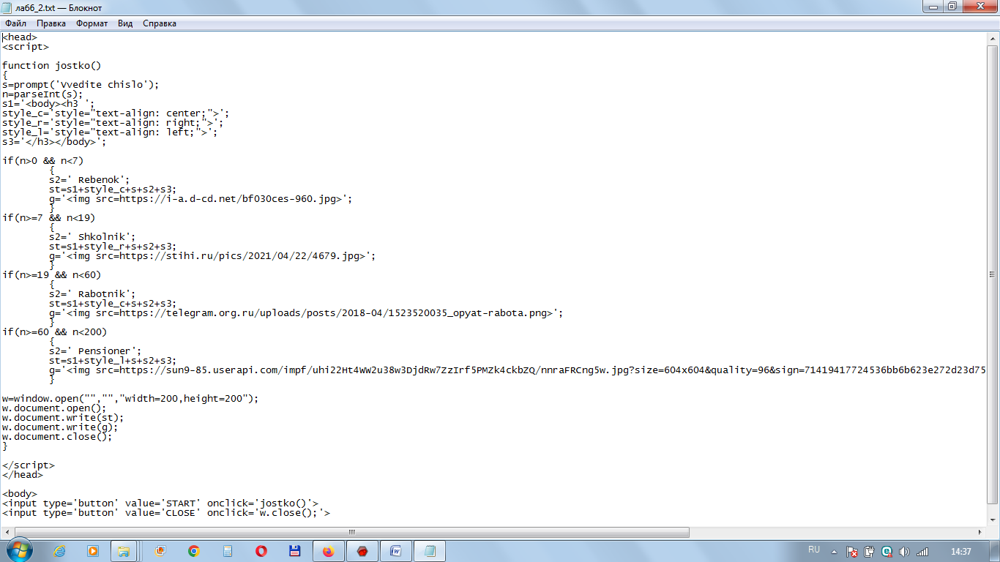 лабб_2.txt — Блокнот
Файл Правка Формат Вид Справка
<head>
<script>
function jostko()
{
s=prompt('Vvedite chislo');
n=parseInt(s);
s1='<body><h3 ';
style_c='style="text-align: center;">';
style_r='style="text-align: right;">';
style_l='style="text-align: left;">';
s3='</h3></body>';
if(n>0 && n<7)
{
s2=' Rebenok';
st=s1+style_c+s+s2+s3;
g='<img src=https://i-a.d-cd.net/bf030ces-960.jpg>';
}
if(n>=7 && n<19)
{
s2=' Shkolnik';
st=s1+style_r+s+s2+s3;
g='<img src=https://stihi.ru/pics/2021/04/22/4679.jpg>';
}
if(n>=19 && n<60)
{
s2=' Rabotnik';
st=s1+style_c+s+s2+s3;
g='<img src=https://telegram.org.ru/uploads/posts/2018-04/1523520035_opyat-rabota.png>';
}
if(n>=60 && n<200)
{
s2=' Pensioner';
st=s1+style_l+s+s2+s3;
g='<img src=https://sun9-85.userapi.com/impf/uhi22Ht4WW2u38w3DjdRw7ZzIrf5PMZk4ckbZQ/nnraFRCng5w.jpg?size=604x604&quality=96&sign=71419417724536bb6b623e272d23d75
}
w=window.open("","","width=200,height=200");
w.document.open();
w.document.write(st);
w.document.write(g);
w.document.close();
}
</script>
</head>
<body>
<input type='button' value='START' onclick='jostko()'>
<input type='button' value='CLOSE' onclick='w.close();'>
RU
14:37